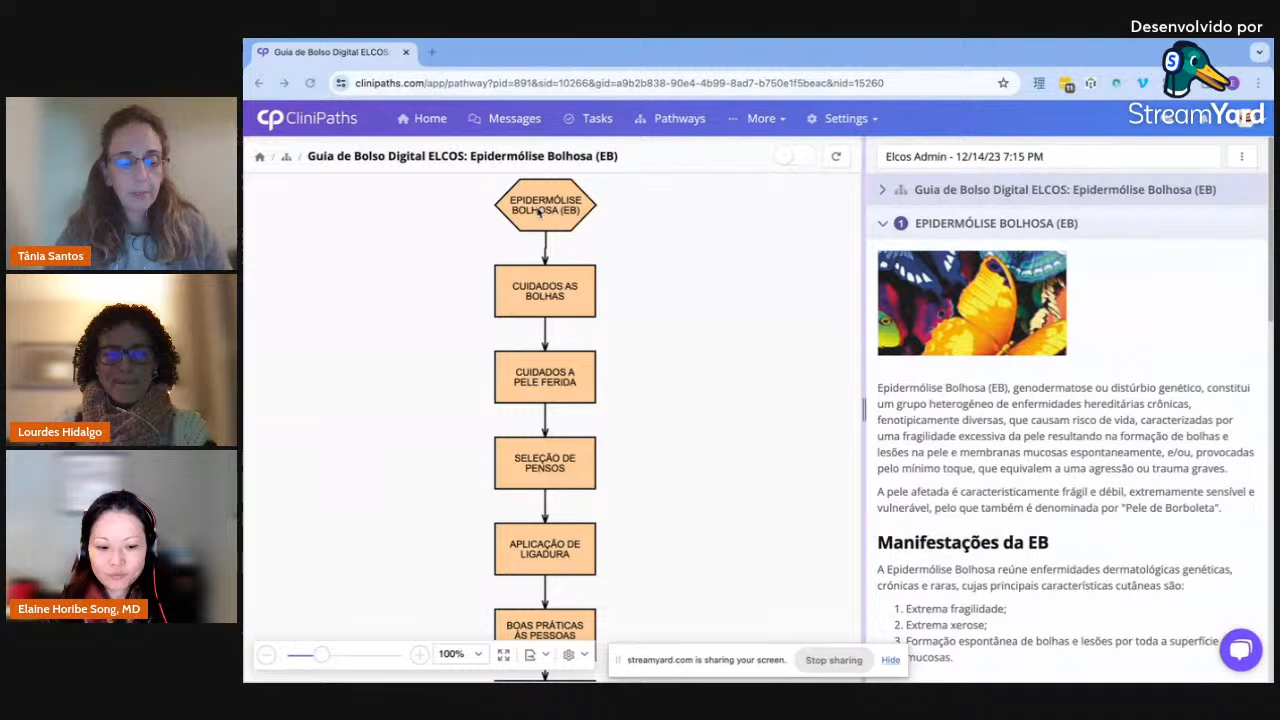 Desenvolvido por
StreamYard
Guia de Bolso Digital ELCOS:
clinipaths.com/app/pathway?pid=891&sid=10266&gid=a9b2b838-90e4-4b99-8ad7-b750e1f5beac&nid=15260
11
CliniPaths
Home
Messages
Tasks
Pathways
More
Settings
Guia de Bolso Digital ELCOS: Epidermólise Bolhosa (EB)
EPIDERMÓLISE
BOLHOSA (EB)
CUIDADOS AS
BOLHAS
CUIDADOS A
PELE FERIDA
SELEÇÃO DE
PENSOS
APLICAÇÃO DE
LIGADURA
BOAS PRÁTICAS
ÀS PESSOAS
100%
streamyard.com is sharing your screen.
Stop sharing
Hide
Elcos Admin - 12/14/23 7:15 PM
Guia de Bolso Digital ELCOS: Epidermólise Bolhosa (EB)
1 EPIDERMÓLISE BOLHOSA (EB)
Epidermólise Bolhosa (EB), genodermatose ou distúrbio genético, constitui
um grupo heterogéneo de enfermidades hereditárias crônicas,
fenotipicamente diversas, que causam risco de vida, caracterizadas por
uma fragilidade excessiva da pele resultando na formação de bolhas e
lesões na pele e membranas mucosas espontaneamente, e/ou, provocadas
pelo mínimo toque, que equivalem a uma agressão ou trauma graves.
A pele afetada é caracteristicamente frágil e débil, extremamente sensível e
vulnerável, pelo que também é denominada por "Pele de Borboleta".
Manifestações da EB
A Epidermólise Bolhosa reúne enfermidades dermatológicas genéticas,
crónicas e raras, cujas principais características cutâneas são:
1. Extrema fragilidade;
2. Extrema xerose;
3. Formação espontânea de bolhas e lesões por toda a superfície
mucosas.
Tânia Santos
Lourdes Hidalgo
Elaine Horibe Song, MD